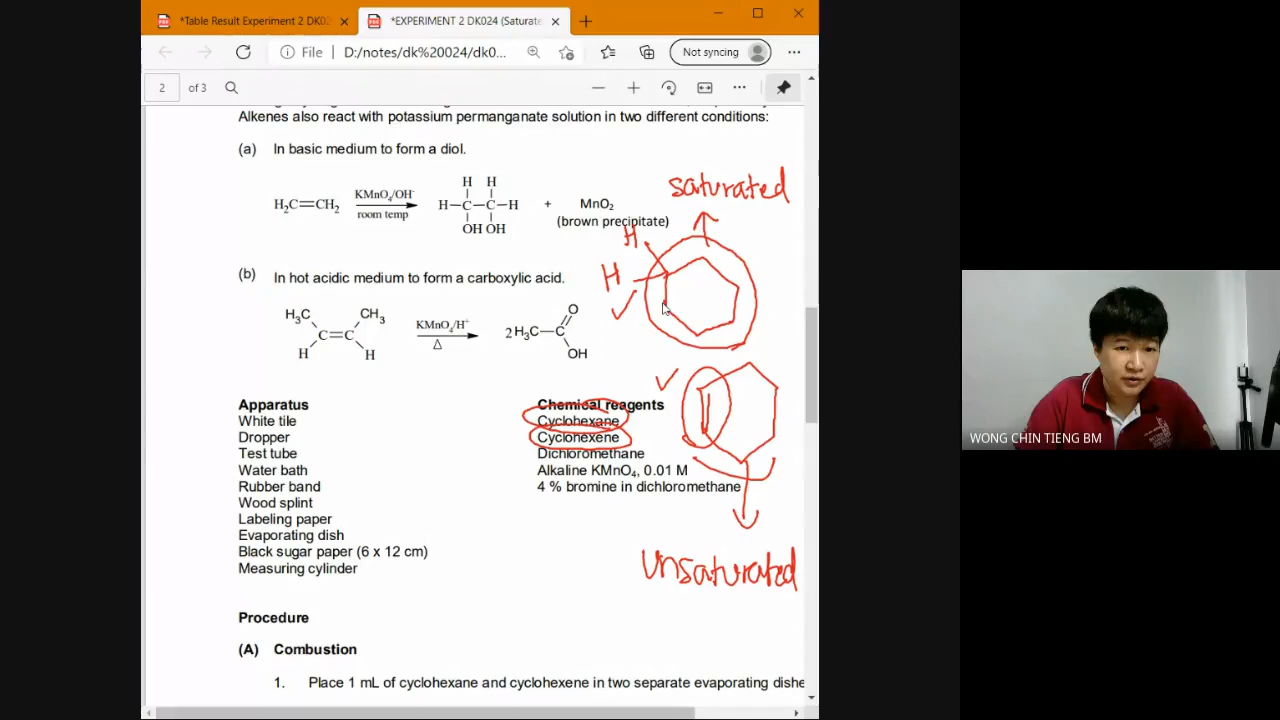 *Table Result Experiment 2 DK02
*EXPERIMENT 2 DK024 (Saturate
File
D:/notes/dk%20024/dk0...
Not syncing
2 of 3
Alkenes also react with potassium permanganate solution in two different conditions:
(a) In basic medium to form a diol.
saturated
H H
H₂C=CH₂ KMnO₄/OH⁻ H—C—C—H + MnO₂
room temp
(brown precipitate)
OH OH
H
H
(b) In hot acidic medium to form a carboxylic acid.
H₃C CH₃ O
C=C KMnO₄/H⁺ 2 H₃C—C
Δ
H H OH
Apparatus
White tile
Dropper
Test tube
Water bath
Rubber band
Wood splint
Labeling paper
Evaporating dish
Black sugar paper (6 x 12 cm)
Measuring cylinder
Chemical reagents
Cyclohexane
Cyclohexene
Dichloromethane
Alkaline KMnO₄, 0.01 M
4 % bromine in dichloromethane
Unsaturated
Procedure
(A) Combustion
1. Place 1 mL of cyclohexane and cyclohexene in two separate evaporating dishe
WONG CHIN TIENG BM